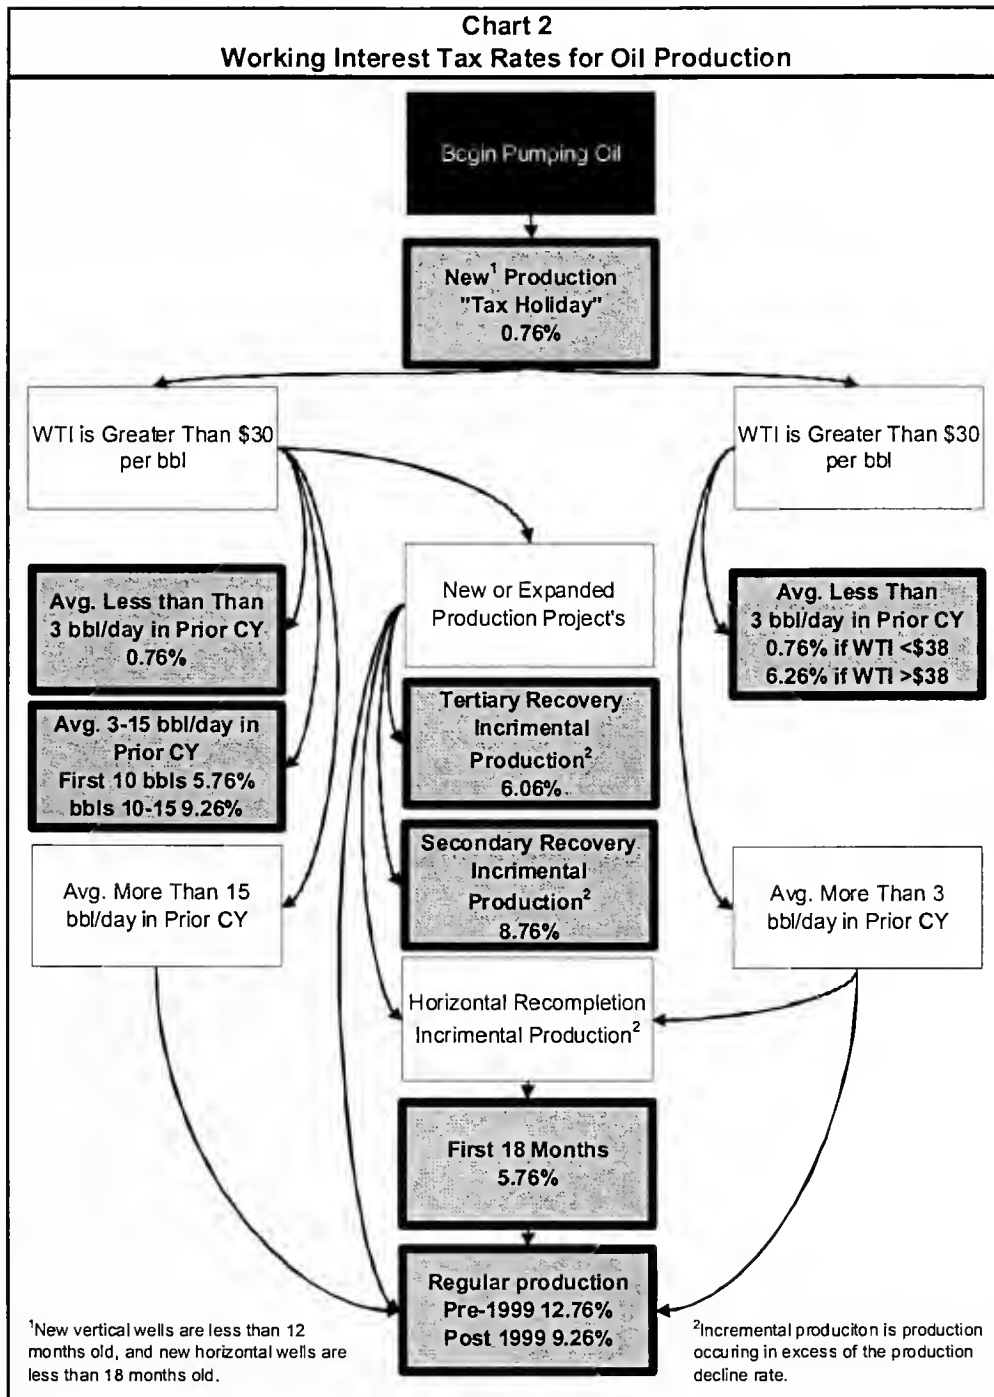 Chart 2
Working Interest Tax Rates for Oil Production
Begin Pumping Oil
New¹ Production
"Tax Holiday"
0.76%
WTI is Greater Than $30
per bbl
WTI is Greater Than $30
per bbl
Avg. Less than Than
3 bbl/day in Prior CY
0.76%
New or Expanded
Production Project's
Avg. Less Than
3 bbl/day in Prior CY
0.76% if WTI <$38
6.26% if WTI >$38
Avg. 3-15 bbl/day in
Prior CY
First 10 bbls 5.76%
bbls 10-15 9.26%
Tertiary Recovery
Incrimental
Production²
6.06%
Secondary Recovery
Incrimental
Production²
8.76%
Avg. More Than 15
bbl/day in Prior CY
Avg. More Than 3
bbl/day in Prior CY
Horizontal Recompletion
Incrimental Production²
First 18 Months
5.76%
Regular production
Pre-1999 12.76%
Post 1999 9.26%
¹New vertical wells are less than 12
months old, and new horizontal wells are
less than 18 months old.
²Incremental produciton is production
occuring in excess of the production
decline rate.